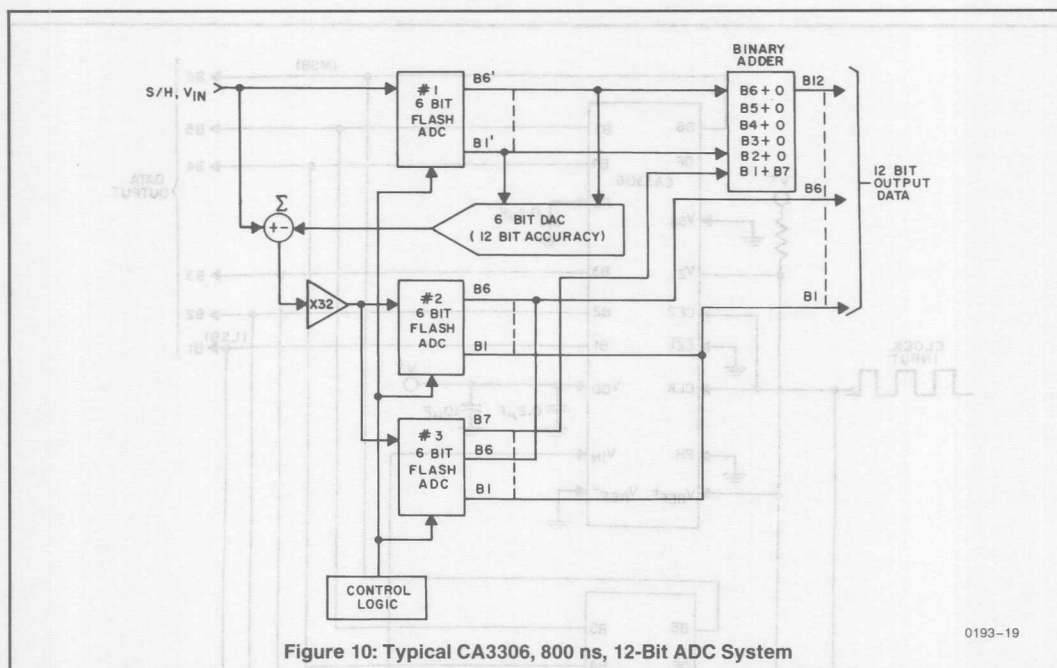 S/H, VIN
#1
6 BIT
FLASH
ADC
B6'
B1'
BINARY
ADDER
B6+0
B5+0
B4+0
B3+0
B2+0
B1+B7
B12
B6
B1
12 BIT
OUTPUT
DATA
Σ
+-
6 BIT DAC
(12 BIT ACCURACY)
X32
#2
6 BIT
FLASH
ADC
B6
B1
#3
6 BIT
FLASH
ADC
B7
B6
B1
CONTROL
LOGIC
0193-19
Figure 10: Typical CA3306, 800 ns, 12-Bit ADC System